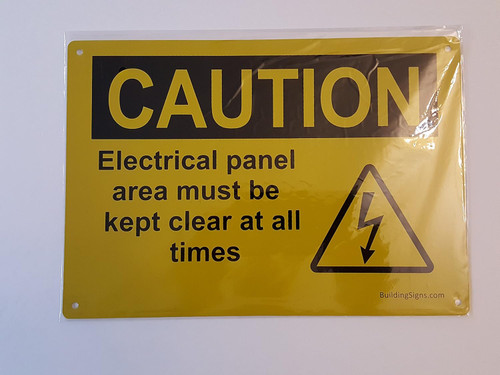 CAUTION
Electrical panel
area must be
kept clear at all
times
BuildingSigns.com